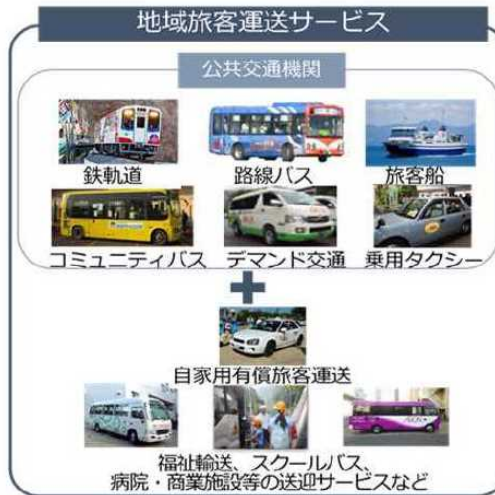 地域旅客運送サービス
公共交通機関
鉄軌道
路線バス
旅客船
コミュニティバス
デマンド交通
乗用タクシー
自家用有償旅客運送
福祉輸送、スクールバス、
病院・商業施設等の送迎サービスなど